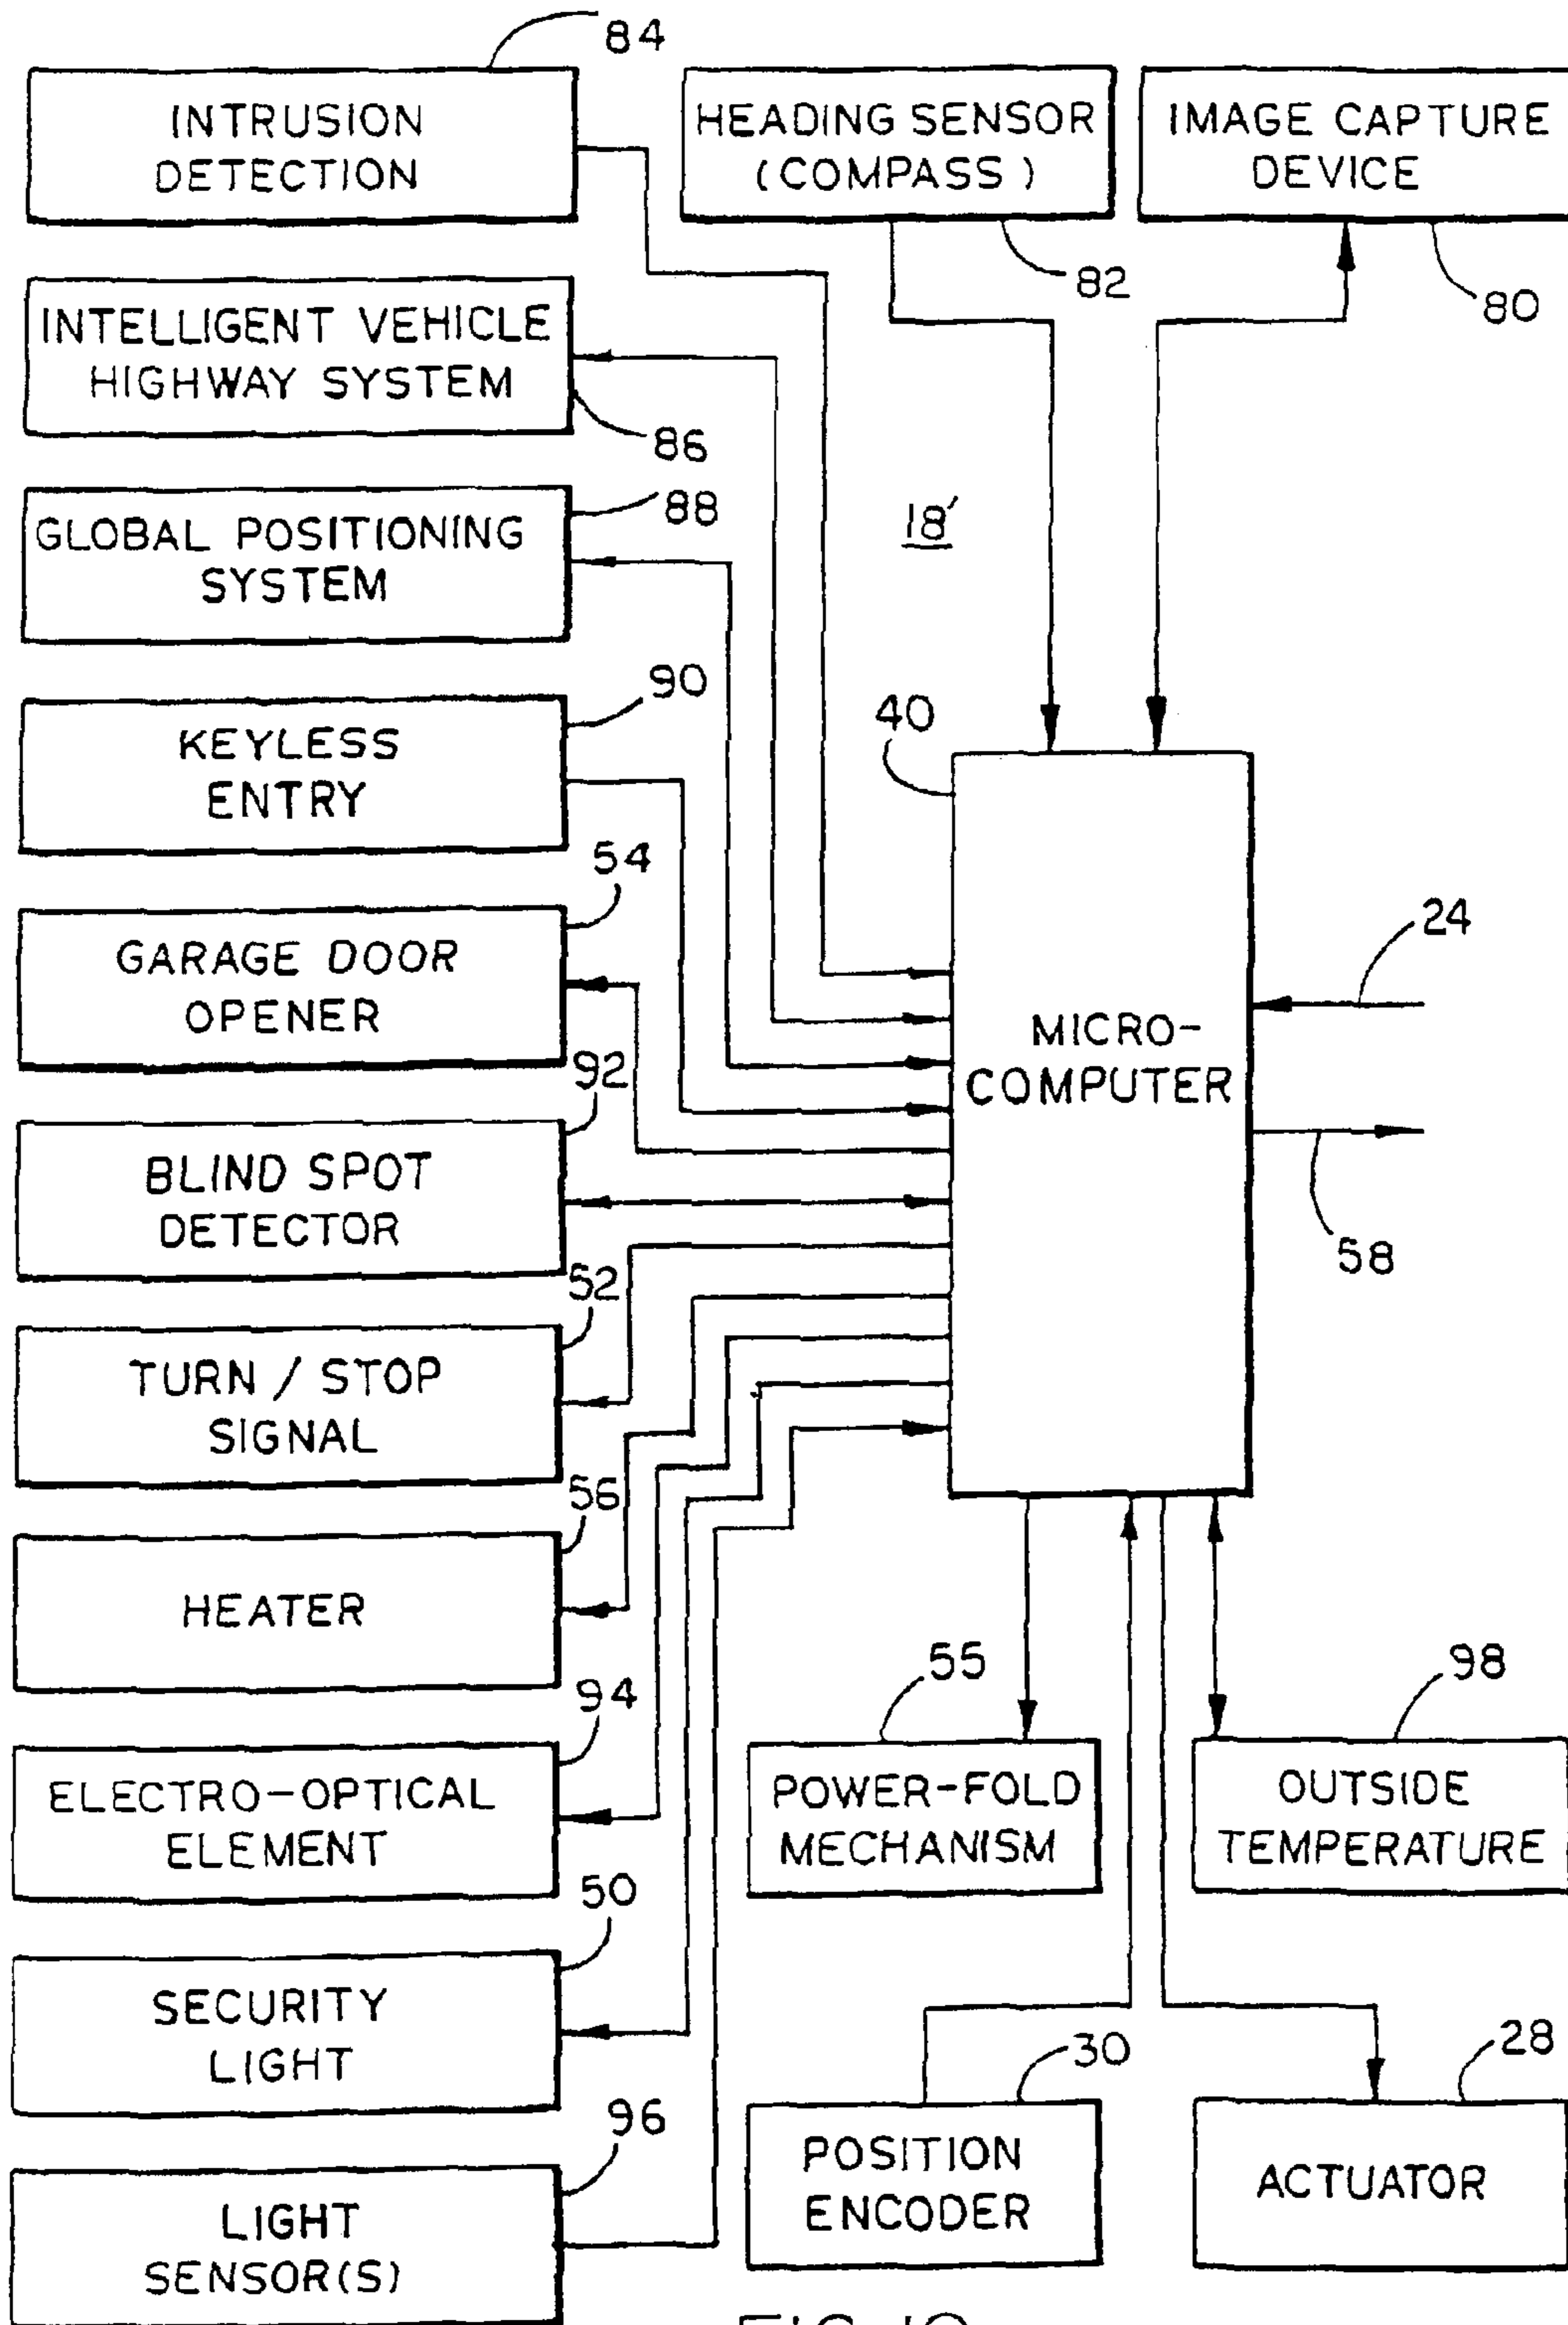 84
INTRUSION
DETECTION
HEADING SENSOR
(COMPASS)
82
IMAGE CAPTURE
DEVICE
80
INTELLIGENT VEHICLE
HIGHWAY SYSTEM
86
88
GLOBAL POSITIONING
SYSTEM
18'
90
KEYLESS
ENTRY
40
54
GARAGE DOOR
OPENER
24
MICRO-
COMPUTER
92
BLIND SPOT
DETECTOR
58
52
TURN / STOP
SIGNAL
56
HEATER
55
98
94
ELECTRO-OPTICAL
ELEMENT
POWER-FOLD
MECHANISM
OUTSIDE
TEMPERATURE
50
SECURITY
LIGHT
30
28
96
POSITION
ENCODER
ACTUATOR
LIGHT
SENSOR(S)